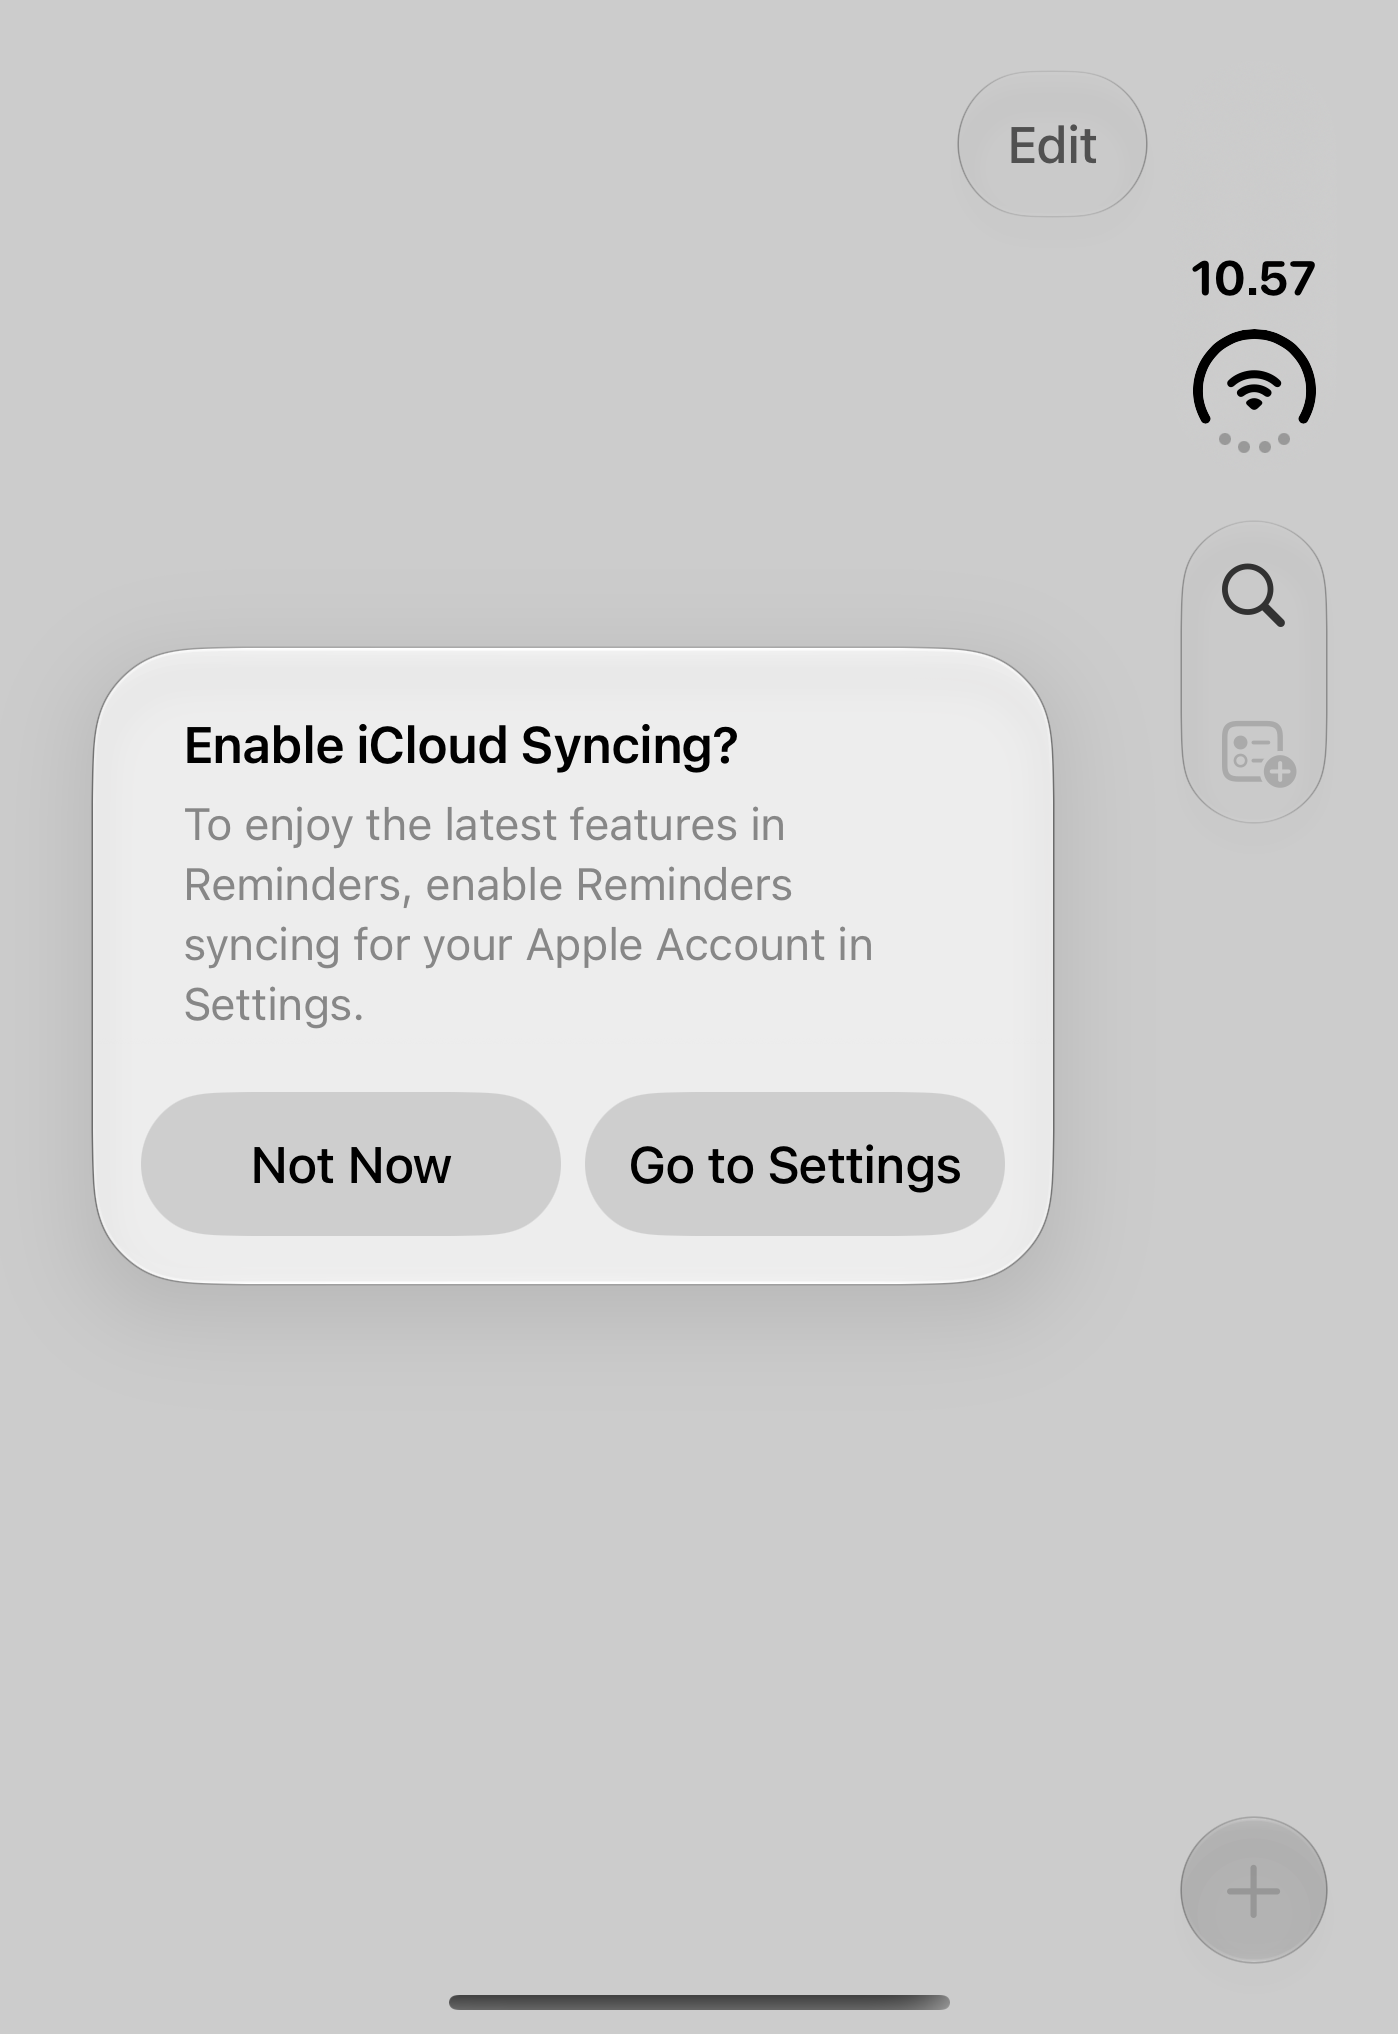 Edit
10.57
Enable iCloud Syncing?
To enjoy the latest features in
Reminders, enable Reminders
syncing for your Apple Account in
Settings.
Not Now
Go to Settings